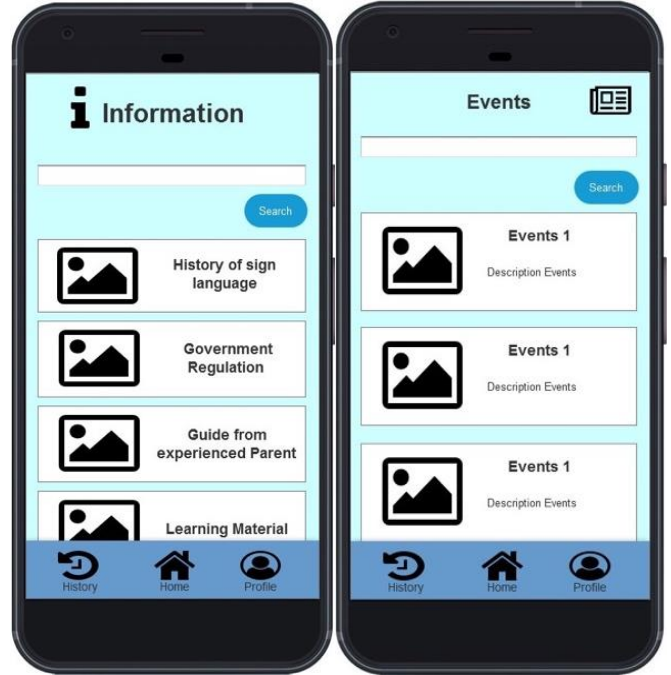 Information
Search
History of sign
language
Government
Regulation
Guide from
experienced Parent
Learning Material
History
Home
Profile
Events
Search
Events 1
Description Events
Events 1
Description Events
Events 1
Description Events
History
Home
Profile